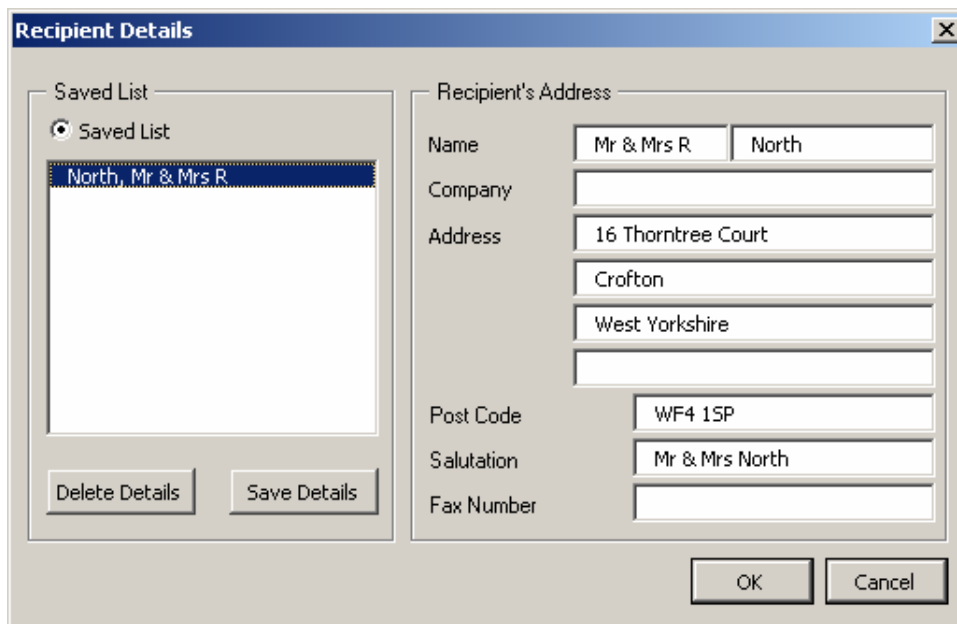 Recipient Details
Saved List
Saved List
North, Mr & Mrs R
Delete Details Save Details
Recipient's Address
Name Mr & Mrs R North
Company
Address 16 Thorntree Court
Crofton
West Yorkshire
Post Code WF4 1SP
Salutation Mr & Mrs North
Fax Number
OK Cancel